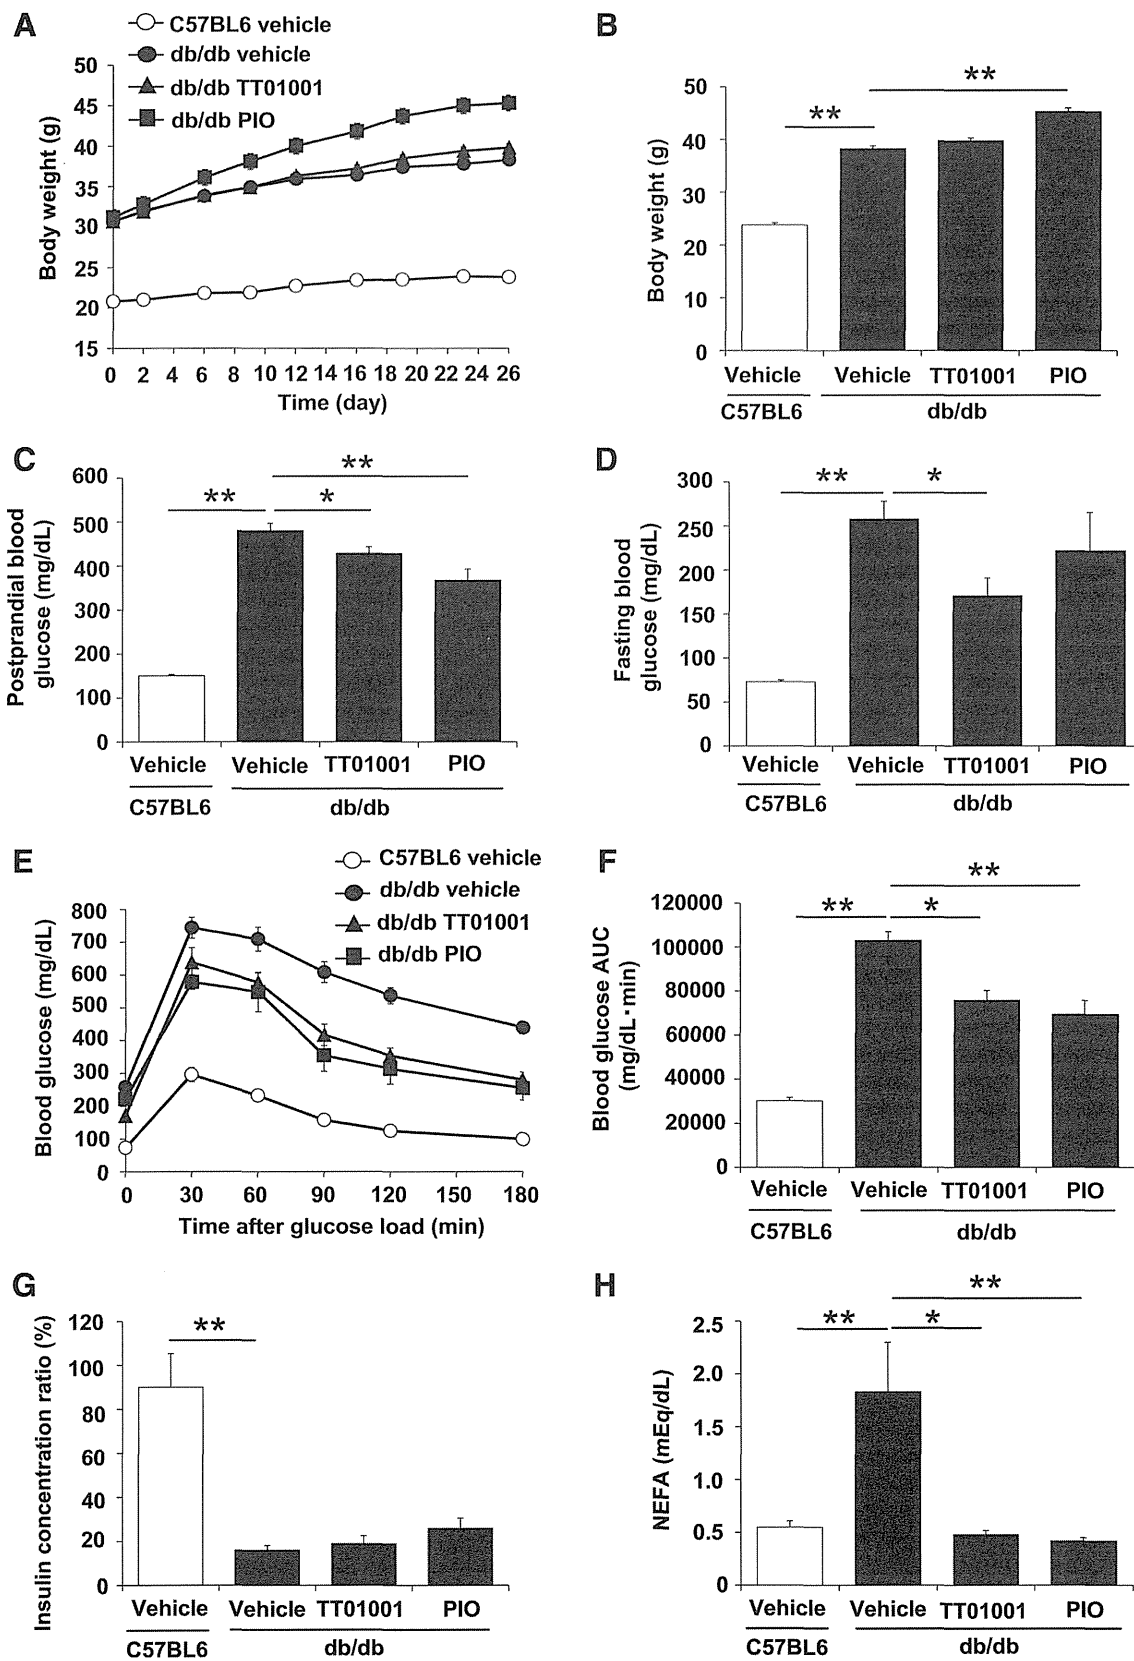 A
C57BL6 vehicle
db/db vehicle
db/db TT01001
db/db PIO
Body weight (g)
50
45
40
35
30
25
20
15
0 2 4 6 8 10 12 14 16 18 20 22 24 26
Time (day)
B
** **
Body weight (g)
50
40
30
20
10
0
Vehicle Vehicle TT01001 PIO
C57BL6 db/db
C
** ** *
Postprandial blood
glucose (mg/dL)
600
500
400
300
200
100
0
Vehicle Vehicle TT01001 PIO
C57BL6 db/db
D
** *
Fasting blood
glucose (mg/dL)
300
250
200
150
100
50
0
Vehicle Vehicle TT01001 PIO
C57BL6 db/db
E
C57BL6 vehicle
db/db vehicle
db/db TT01001
db/db PIO
Blood glucose (mg/dL)
800
700
600
500
400
300
200
100
0
0 30 60 90 120 150 180
Time after glucose load (min)
F
** ** *
Blood glucose AUC
(mg/dL·min)
120000
100000
80000
60000
40000
20000
0
Vehicle Vehicle TT01001 PIO
C57BL6 db/db
G
**
Insulin concentration ratio (%)
120
100
80
60
40
20
0
Vehicle Vehicle TT01001 PIO
C57BL6 db/db
H
** ** *
NEFA (mEq/dL)
2.5
2.0
1.5
1.0
0.5
0
Vehicle Vehicle TT01001 PIO
C57BL6 db/db